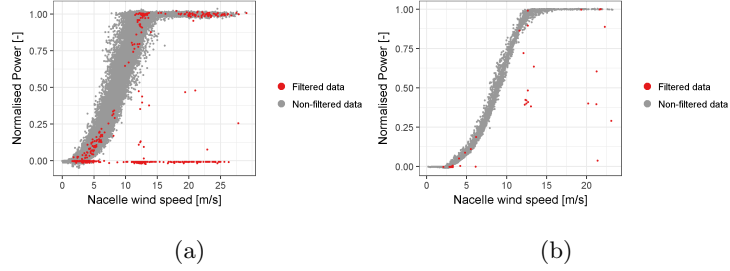 1.00
0.75
0.50
0.25
0.00
Normalised Power [-]
0 5 10 15 20 25
Nacelle wind speed [m/s]
Filtered data
Non-filtered data
(a)
1.00
0.75
0.50
0.25
0.00
Normalised Power [-]
0 10 20
Nacelle wind speed [m/s]
Filtered data
Non-filtered data
(b)